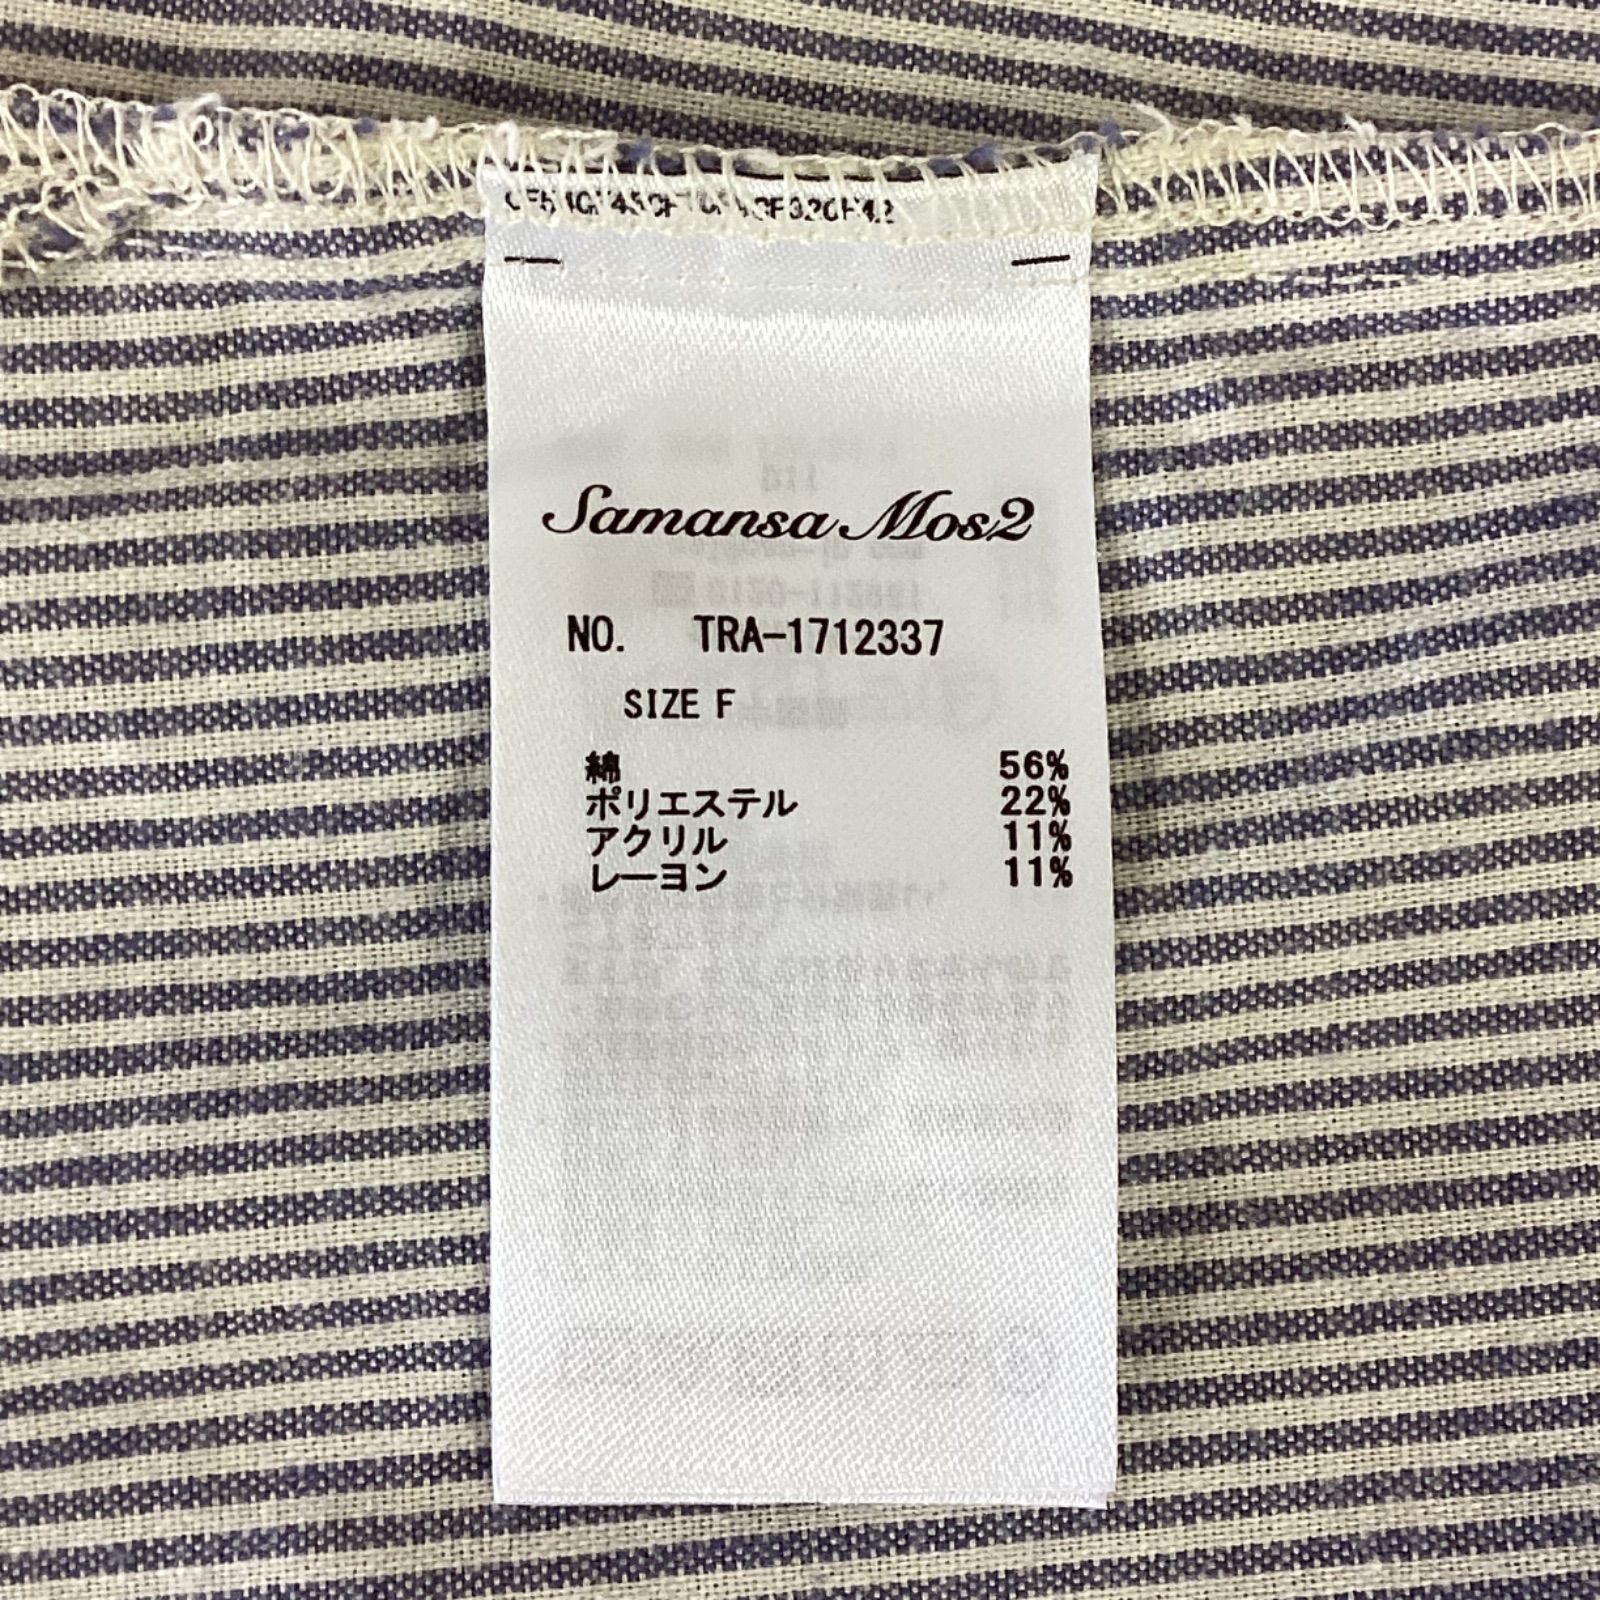 Samansa Mos2
NO. TRA-1712337
SIZE F
綿 56%
ポリエステル 22%
アクリル 11%
レーヨン 11%